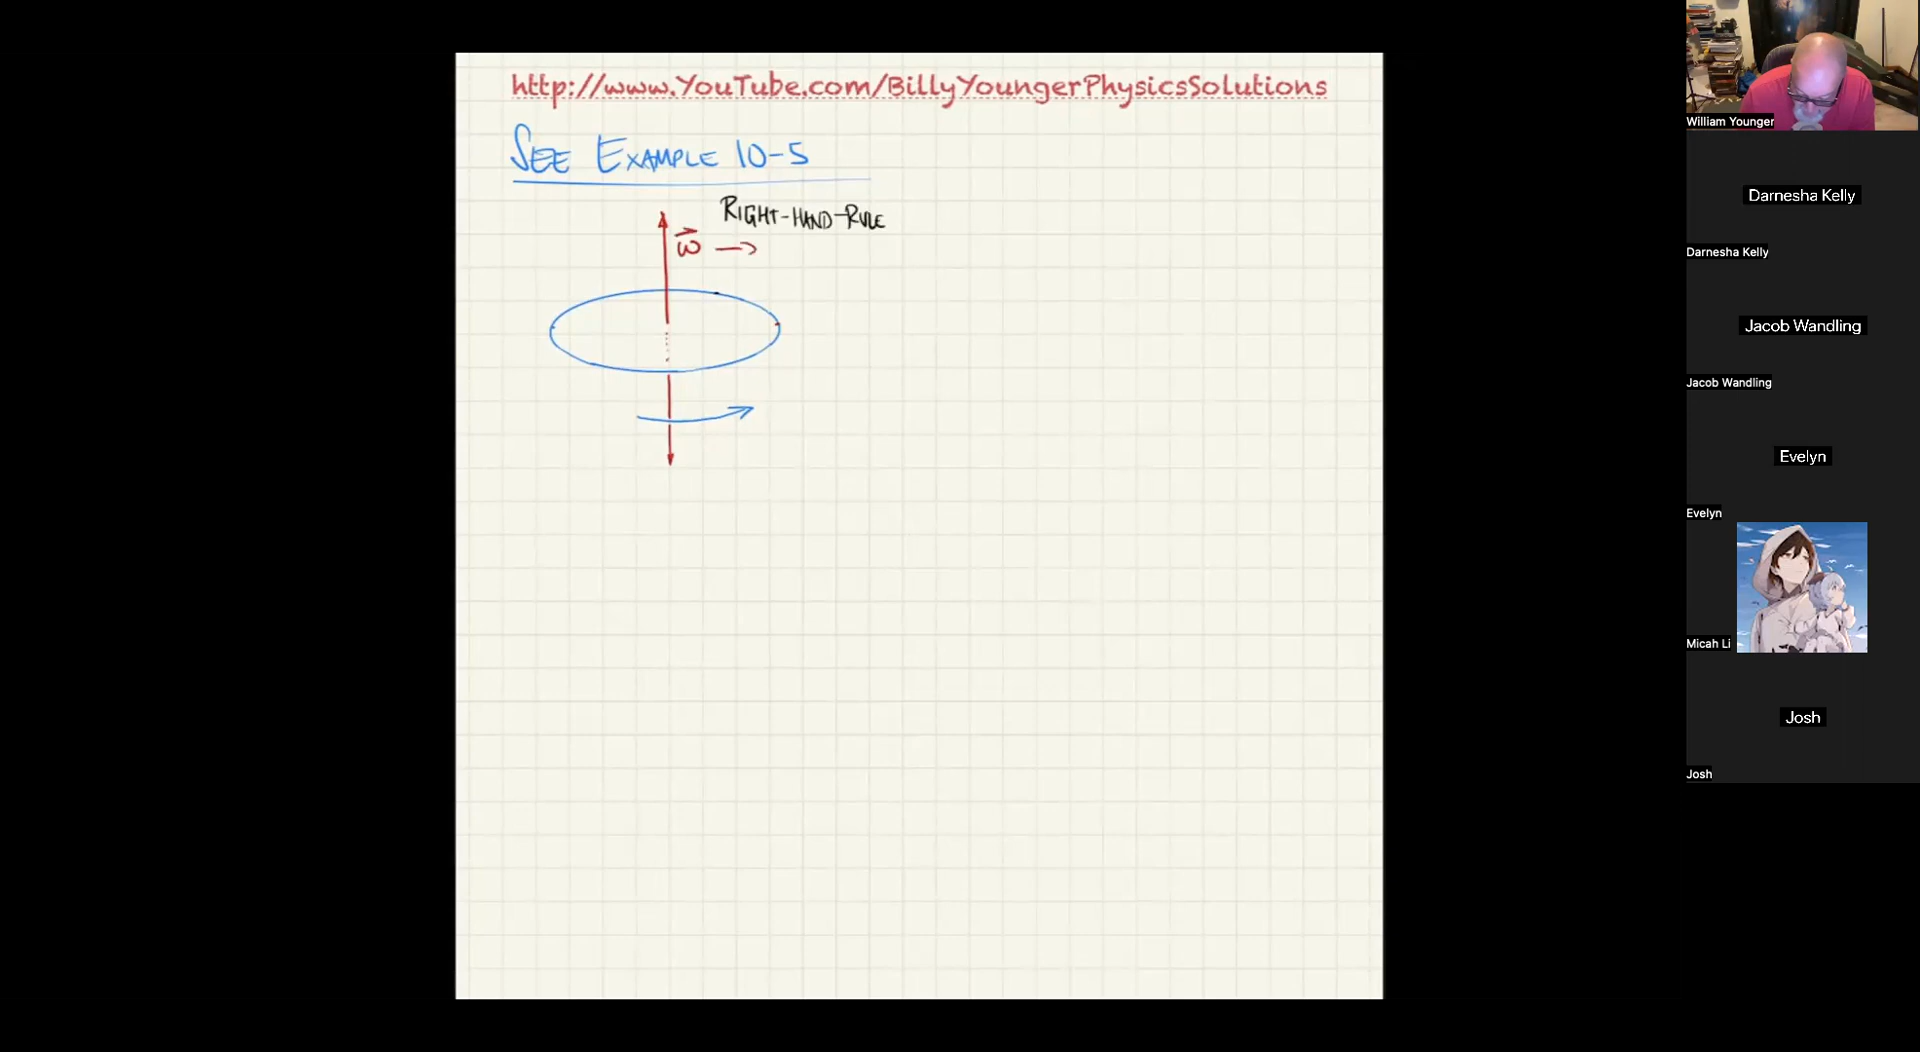 http://www.YouTube.com/BillyYoungerPhysicsSolutions
SEE EXAMPLE 10-5
RIGHT-HAND-RULE
ω⃗ →
William Younger
Darnesha Kelly
Darnesha Kelly
Jacob Wandling
Jacob Wandling
Evelyn
Evelyn
Micah Li
Josh
Josh